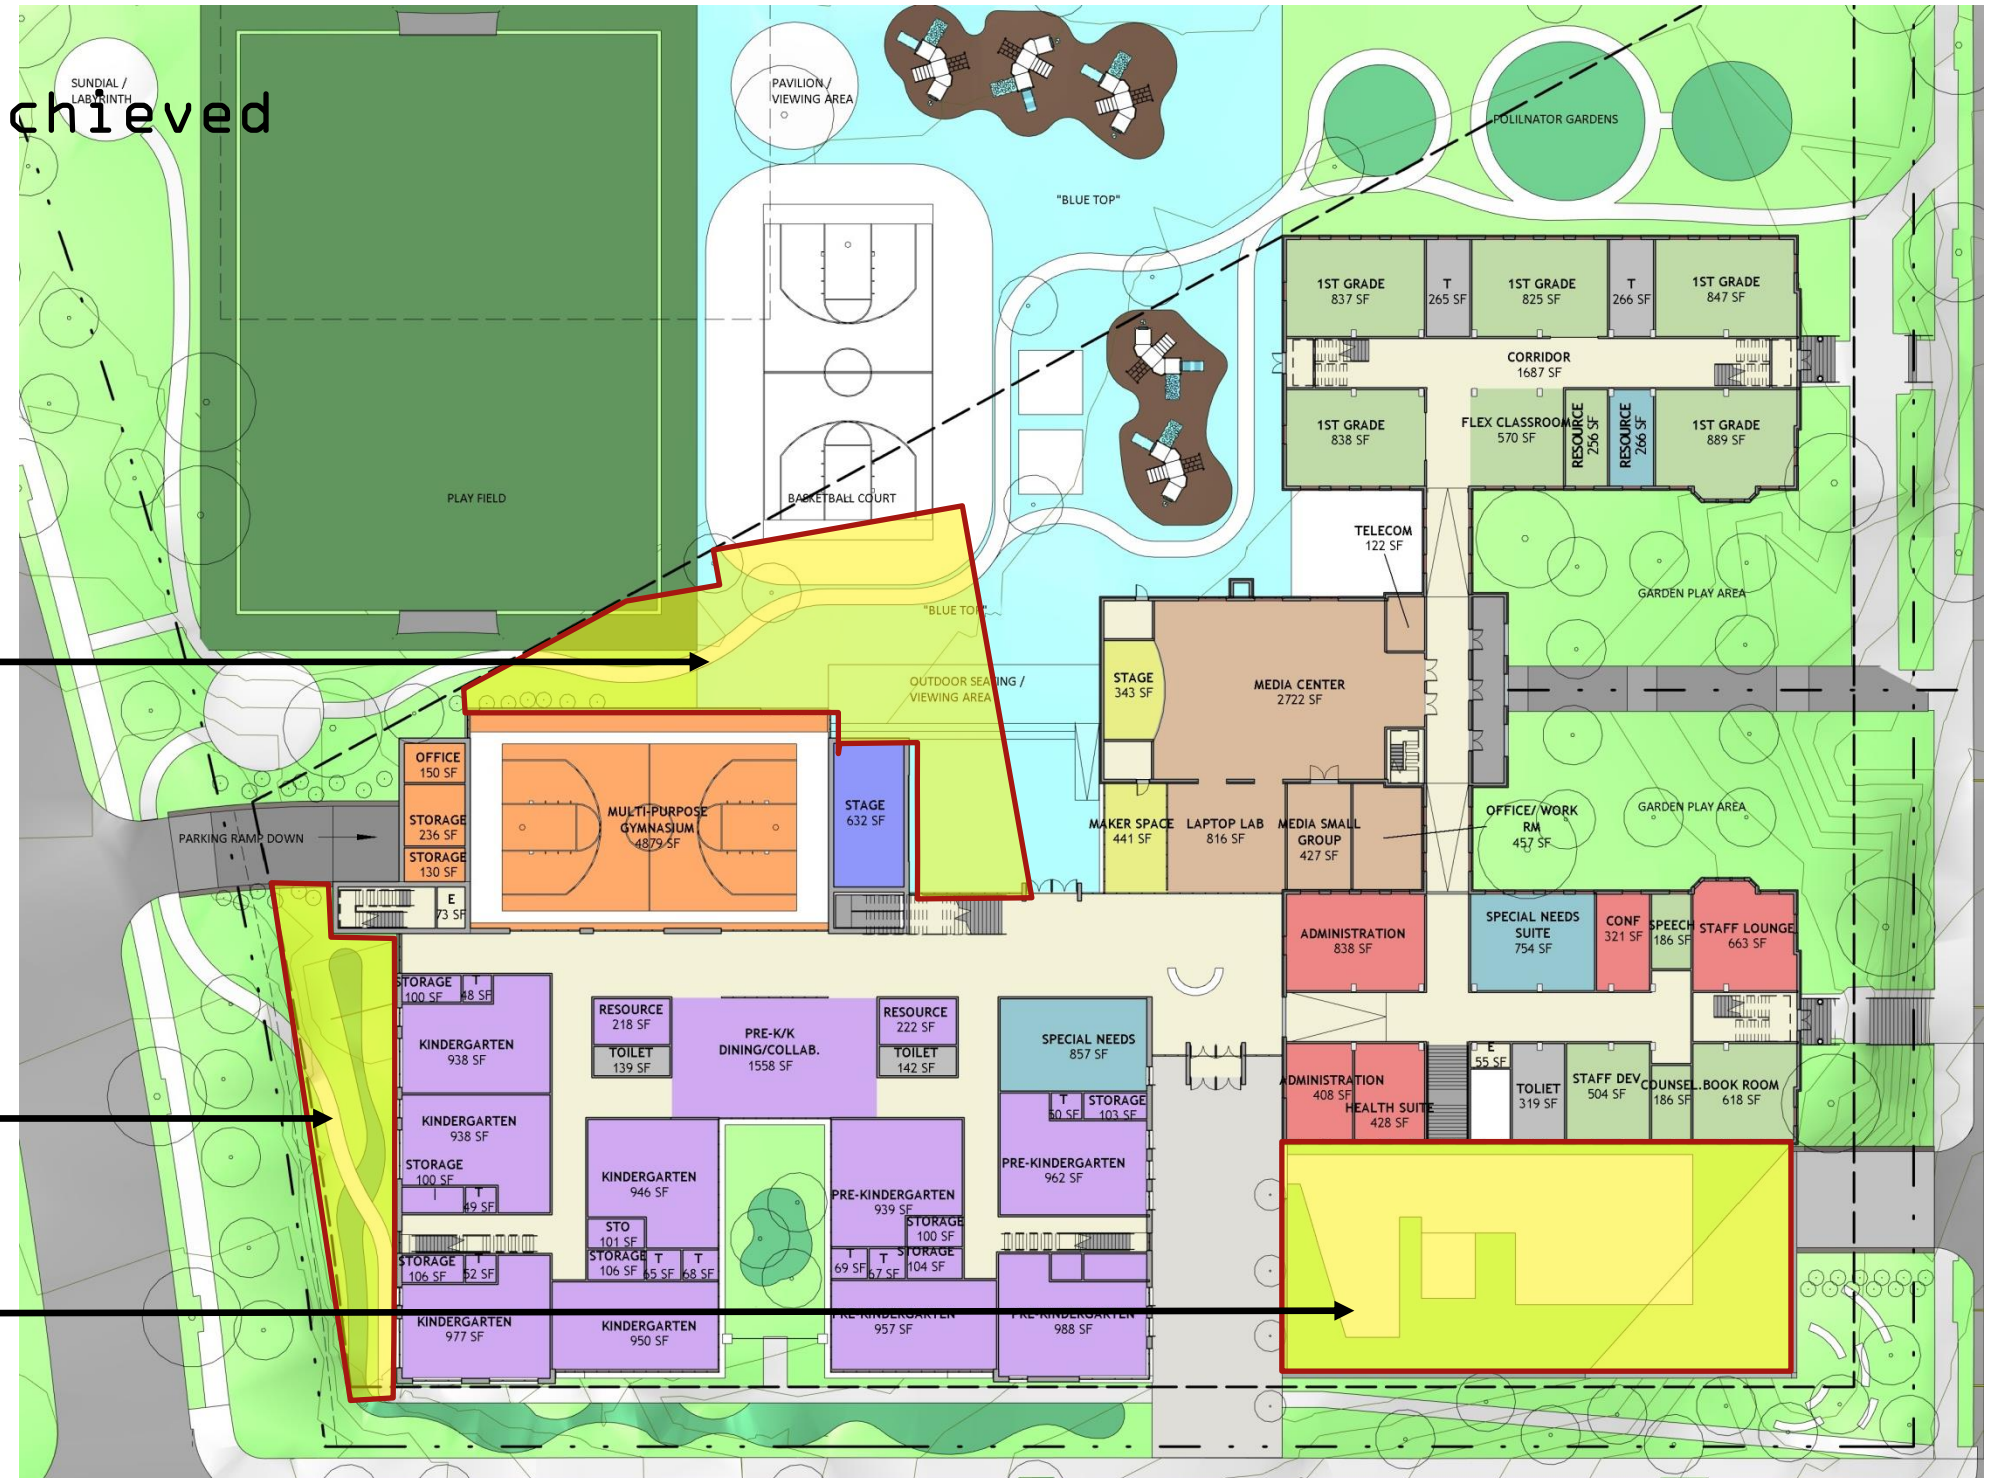 SUNDIAL /
LABYRINTH
chieved
PAVILION /
VIEWING AREA
POLILNATOR GARDENS
"BLUE TOP"
1ST GRADE
837 SF
T
265 SF
1ST GRADE
825 SF
T
266 SF
1ST GRADE
847 SF
CORRIDOR
1687 SF
1ST GRADE
838 SF
FLEX CLASSROOM
570 SF
RESOURCE
256 SF
RESOURCE
266 SF
1ST GRADE
889 SF
PLAY FIELD
BASKETBALL COURT
TELECOM
122 SF
GARDEN PLAY AREA
"BLUE TOP"
OUTDOOR SEATING /
VIEWING AREA
STAGE
343 SF
MEDIA CENTER
2722 SF
OFFICE
150 SF
STORAGE
236 SF
STORAGE
130 SF
MULTI-PURPOSE
GYMNASIUM
4879 SF
STAGE
632 SF
PARKING RAMP DOWN
MAKER SPACE
441 SF
LAPTOP LAB
816 SF
MEDIA SMALL
GROUP
427 SF
OFFICE/ WORK
RM
457 SF
GARDEN PLAY AREA
E
73 SF
ADMINISTRATION
838 SF
SPECIAL NEEDS
SUITE
754 SF
CONF
321 SF
SPEECH
186 SF
STAFF LOUNGE
663 SF
STORAGE
100 SF
T
48 SF
KINDERGARTEN
938 SF
RESOURCE
218 SF
TOILET
139 SF
PRE-K/K
DINING/COLLAB.
1558 SF
RESOURCE
222 SF
TOILET
142 SF
SPECIAL NEEDS
857 SF
T
50 SF
STORAGE
103 SF
ADMINISTRATION
408 SF
HEALTH SUITE
428 SF
E
55 SF
TOLIET
319 SF
STAFF DEV
504 SF
COUNSEL.
186 SF
BOOK ROOM
618 SF
KINDERGARTEN
938 SF
STORAGE
100 SF
T
49 SF
KINDERGARTEN
946 SF
STO
101 SF
STORAGE
106 SF
T
65 SF
T
68 SF
PRE-KINDERGARTEN
939 SF
STORAGE
100 SF
T
69 SF
T
67 SF
STORAGE
104 SF
PRE-KINDERGARTEN
962 SF
STORAGE
106 SF
T
52 SF
KINDERGARTEN
977 SF
KINDERGARTEN
950 SF
PRE-KINDERGARTEN
957 SF
PRE-KINDERGARTEN
988 SF